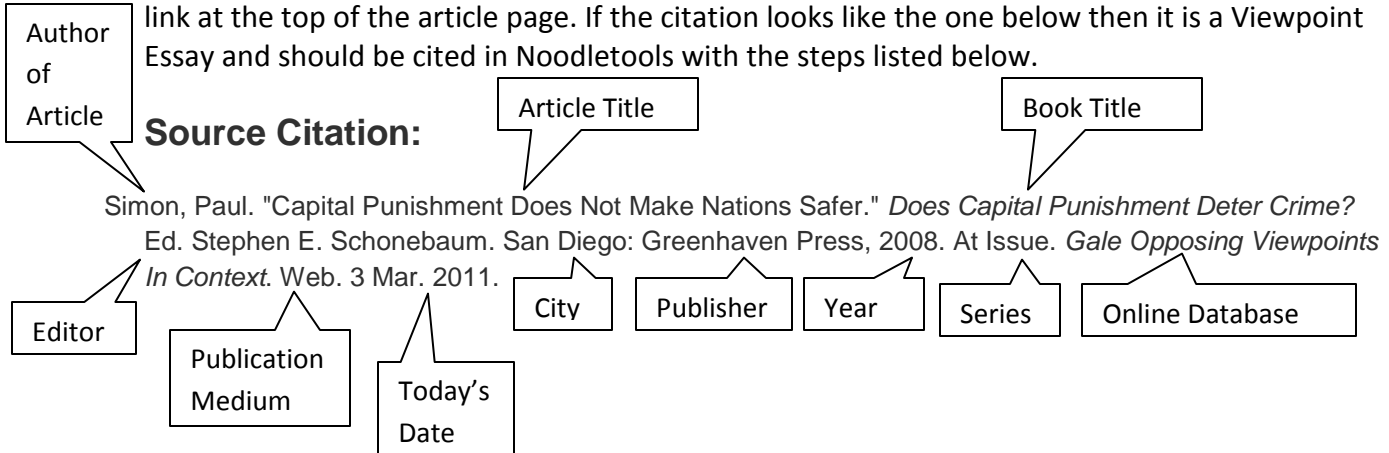 Author
of
Article
link at the top of the article page. If the citation looks like the one below then it is a Viewpoint
Essay and should be cited in Noodletools with the steps listed below.
Article Title
Book Title
Source Citation:
Simon, Paul. "Capital Punishment Does Not Make Nations Safer." Does Capital Punishment Deter Crime?
Ed. Stephen E. Schonebaum. San Diego: Greenhaven Press, 2008. At Issue. Gale Opposing Viewpoints
In Context. Web. 3 Mar. 2011.
Editor
Publication
Medium
Today’s
Date
City
Publisher
Year
Series
Online Database